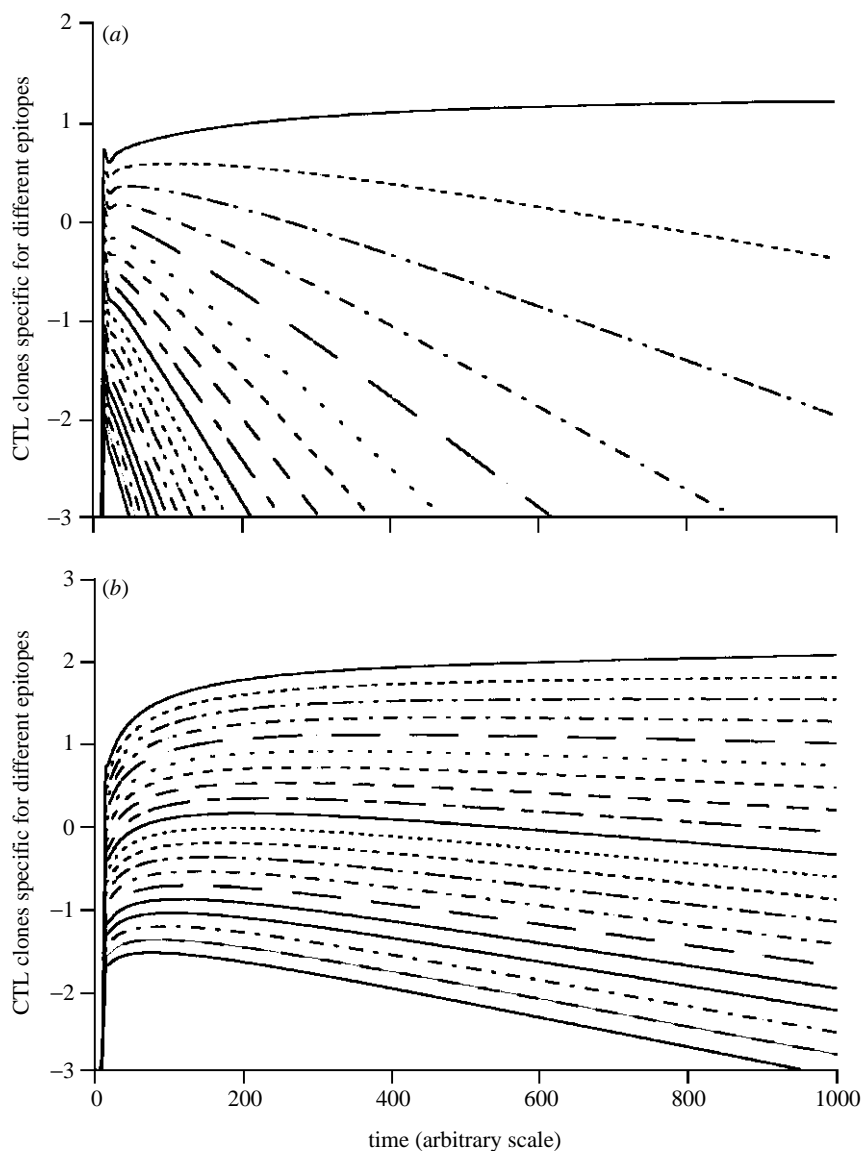 (a)
CTL clones specific for different epitopes
2
1
0
−1
−2
−3
(b)
CTL clones specific for different epitopes
3
2
1
0
−1
−2
−3
0 200 400 600 800 1000
time (arbitrary scale)